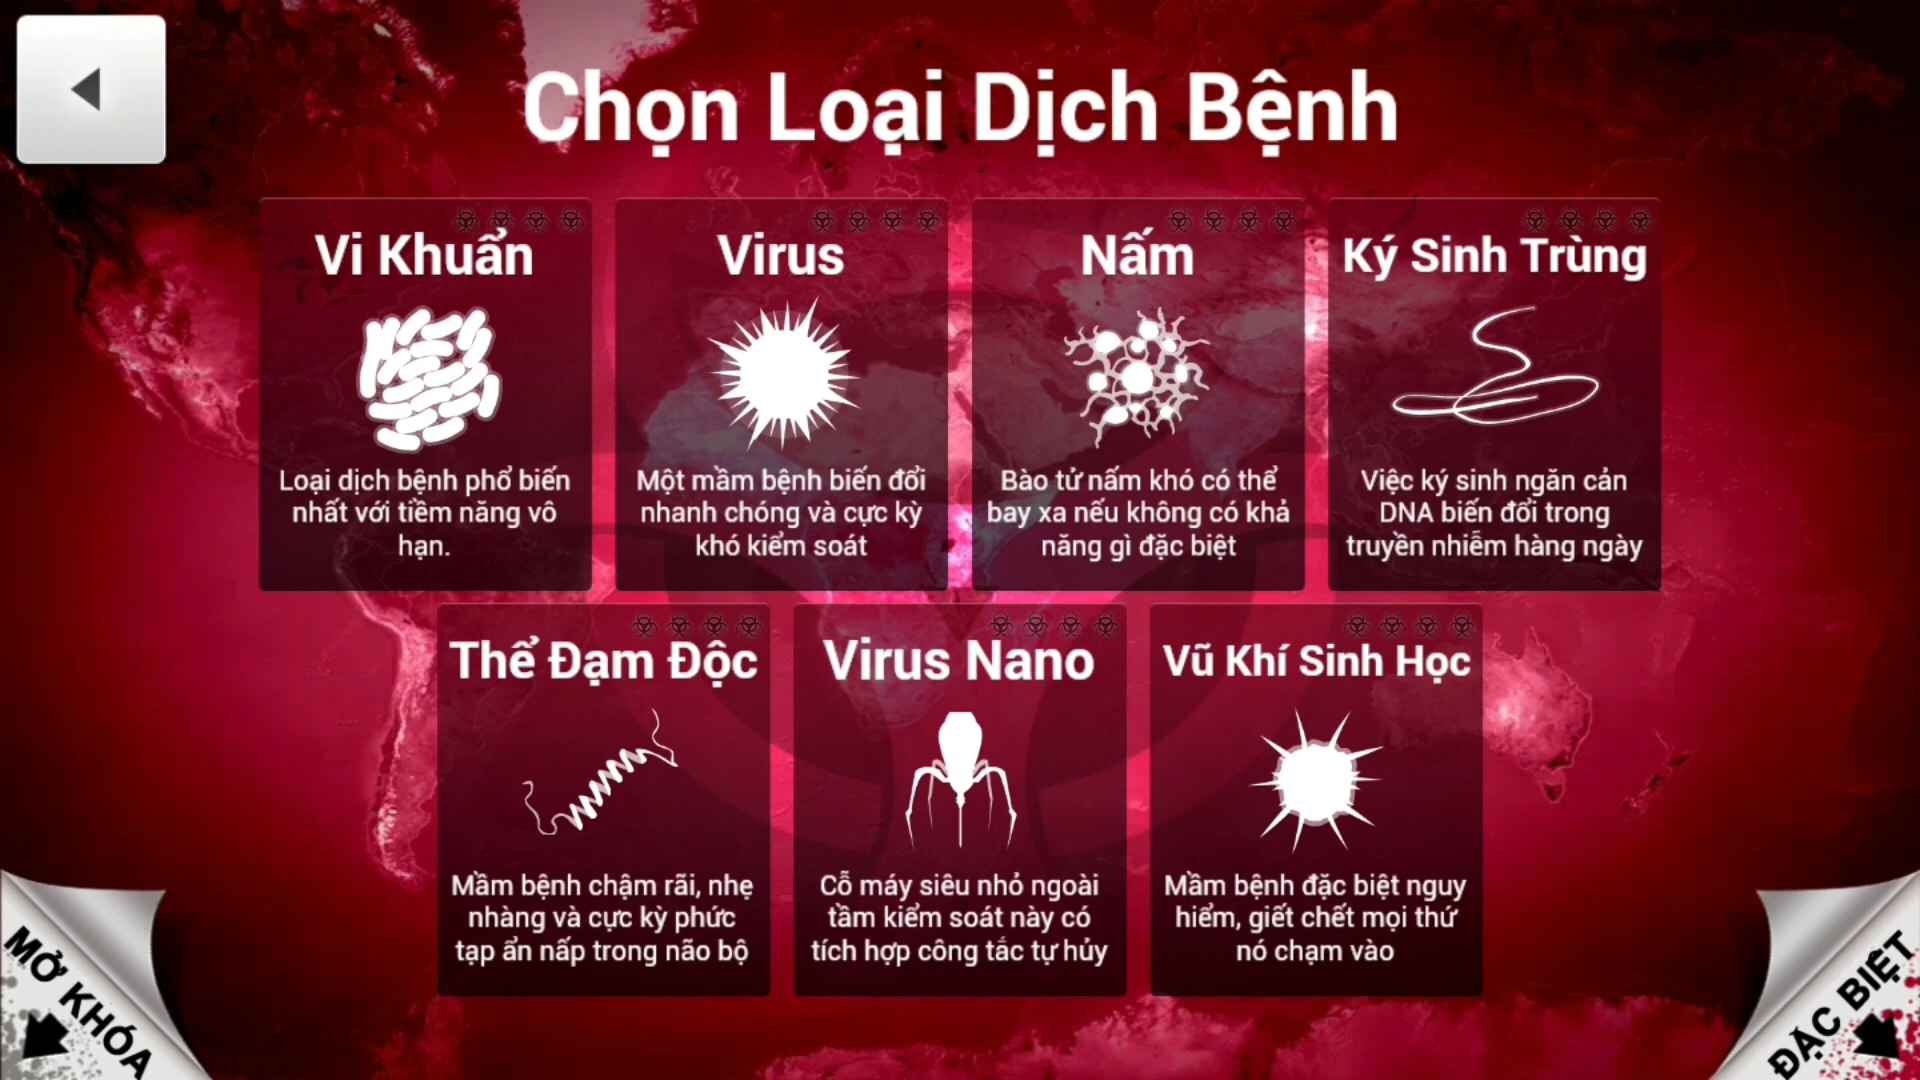 Chọn Loại Dịch Bệnh
Vi Khuẩn
Loại dịch bệnh phổ biến
nhất với tiềm năng vô
hạn.
Virus
Một mầm bệnh biến đổi
nhanh chóng và cực kỳ
khó kiểm soát
Nấm
Bào tử nấm khó có thể
bay xa nếu không có khả
năng gì đặc biệt
Ký Sinh Trùng
Việc ký sinh ngăn cản
DNA biến đổi trong
truyền nhiễm hàng ngày
Thể Đạm Độc
Mầm bệnh chậm rãi, nhẹ
nhàng và cực kỳ phức
tạp ẩn nấp trong não bộ
Virus Nano
Cỗ máy siêu nhỏ ngoài
tầm kiểm soát này có
tích hợp công tắc tự hủy
Vũ Khí Sinh Học
Mầm bệnh đặc biệt nguy
hiểm, giết chết mọi thứ
nó chạm vào
MỞ KHÓA
ĐẶC BIỆT